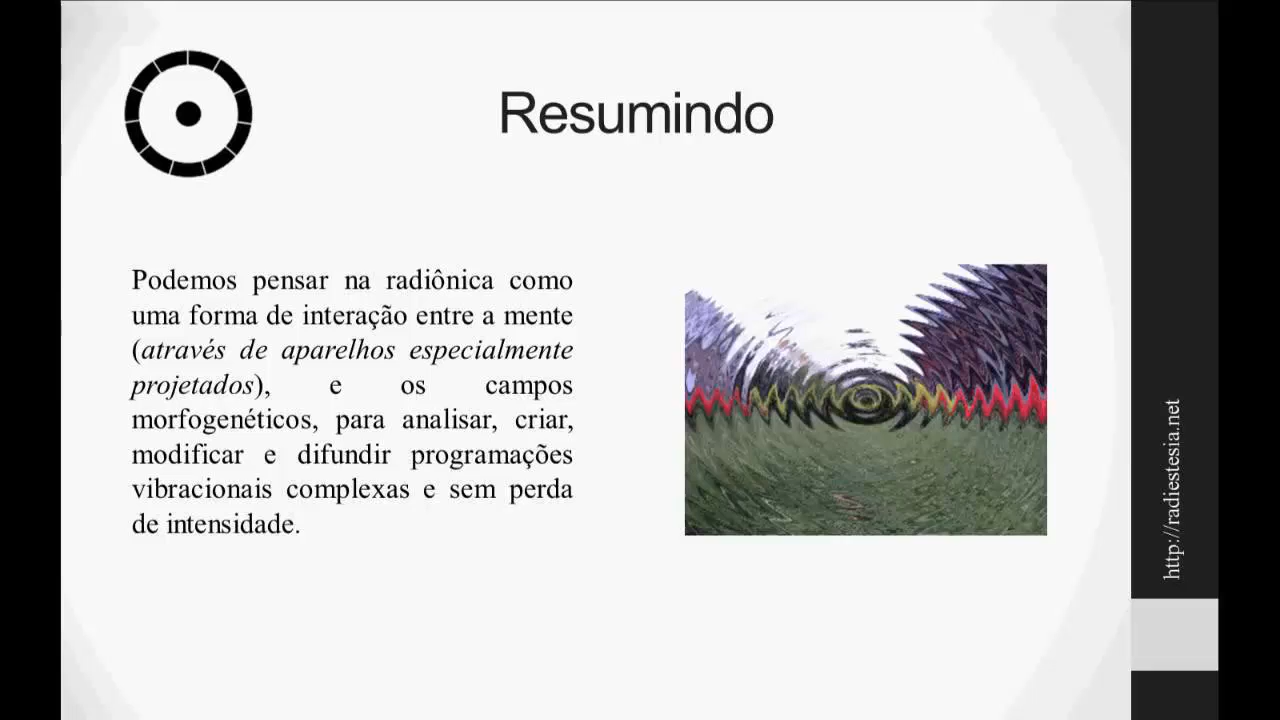 Resumindo
Podemos pensar na radiônica como
uma forma de interação entre a mente
(através de aparelhos especialmente
projetados), e os campos
morfogenéticos, para analisar, criar,
modificar e difundir programações
vibracionais complexas e sem perda
de intensidade.
http://radiestesia.net